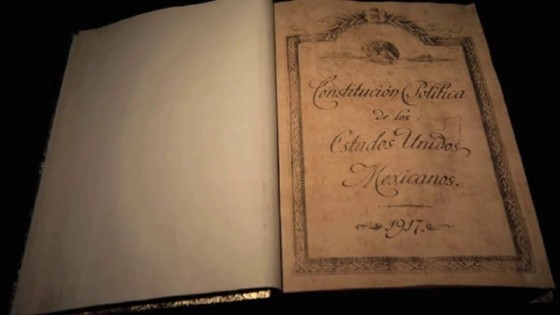 Constitución Política
de los
Estados Unidos
Mexicanos.
1917.